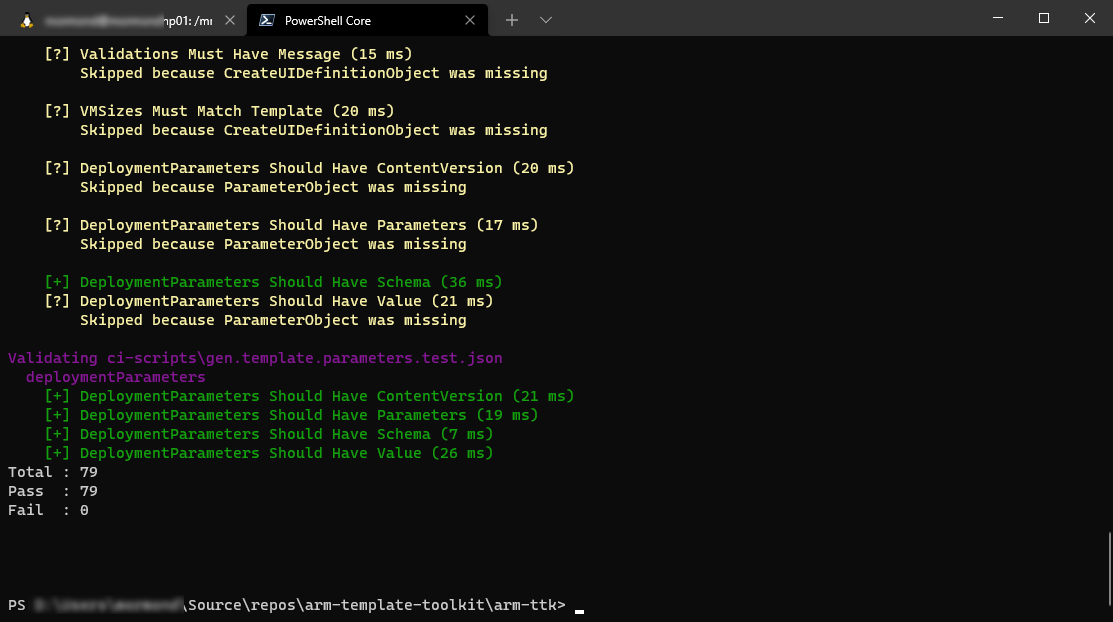 np01: /mr
PowerShell Core
[?] Validations Must Have Message (15 ms)
Skipped because CreateUIDefinitionObject was missing
[?] VMSizes Must Match Template (20 ms)
Skipped because CreateUIDefinitionObject was missing
[?] DeploymentParameters Should Have ContentVersion (20 ms)
Skipped because ParameterObject was missing
[?] DeploymentParameters Should Have Parameters (17 ms)
Skipped because ParameterObject was missing
[+] DeploymentParameters Should Have Schema (36 ms)
[?] DeploymentParameters Should Have Value (21 ms)
Skipped because ParameterObject was missing
Validating ci-scripts\gen.template.parameters.test.json
deploymentParameters
[+] DeploymentParameters Should Have ContentVersion (21 ms)
[+] DeploymentParameters Should Have Parameters (19 ms)
[+] DeploymentParameters Should Have Schema (7 ms)
[+] DeploymentParameters Should Have Value (26 ms)
Total : 79
Pass  : 79
Fail  : 0
PS \Source\repos\arm-template-toolkit\arm-ttk>